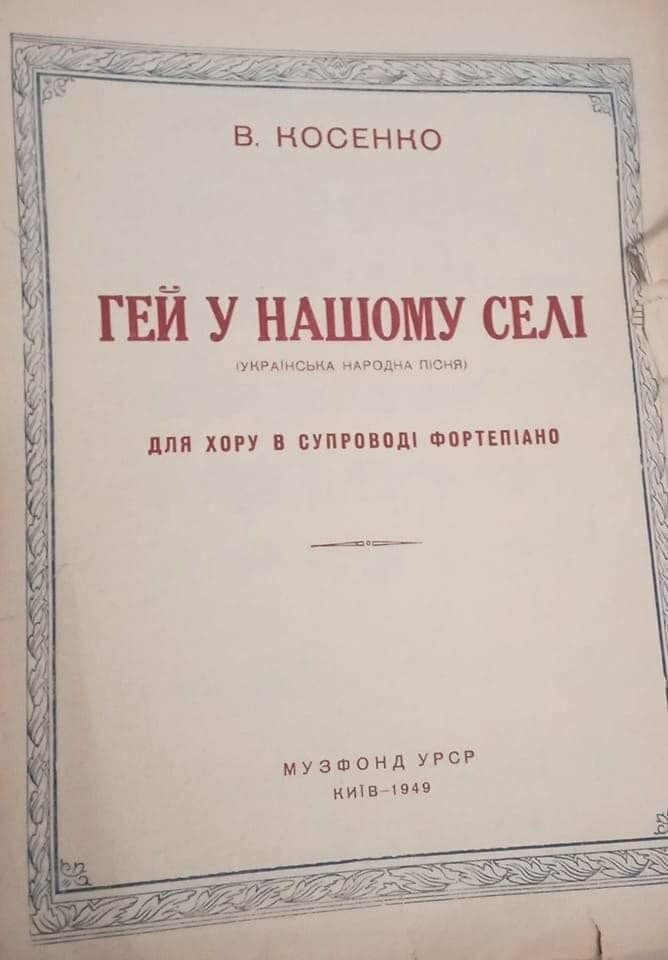 В. КОСЕНКО
ГЕЙ У НАШОМУ СЕЛІ
(УКРАЇНСЬКА НАРОДНА ПІСНЯ)
ДЛЯ ХОРУ В СУПРОВОДІ ФОРТЕПІАНО
МУЗФОНД УРСР
КИЇВ—1949